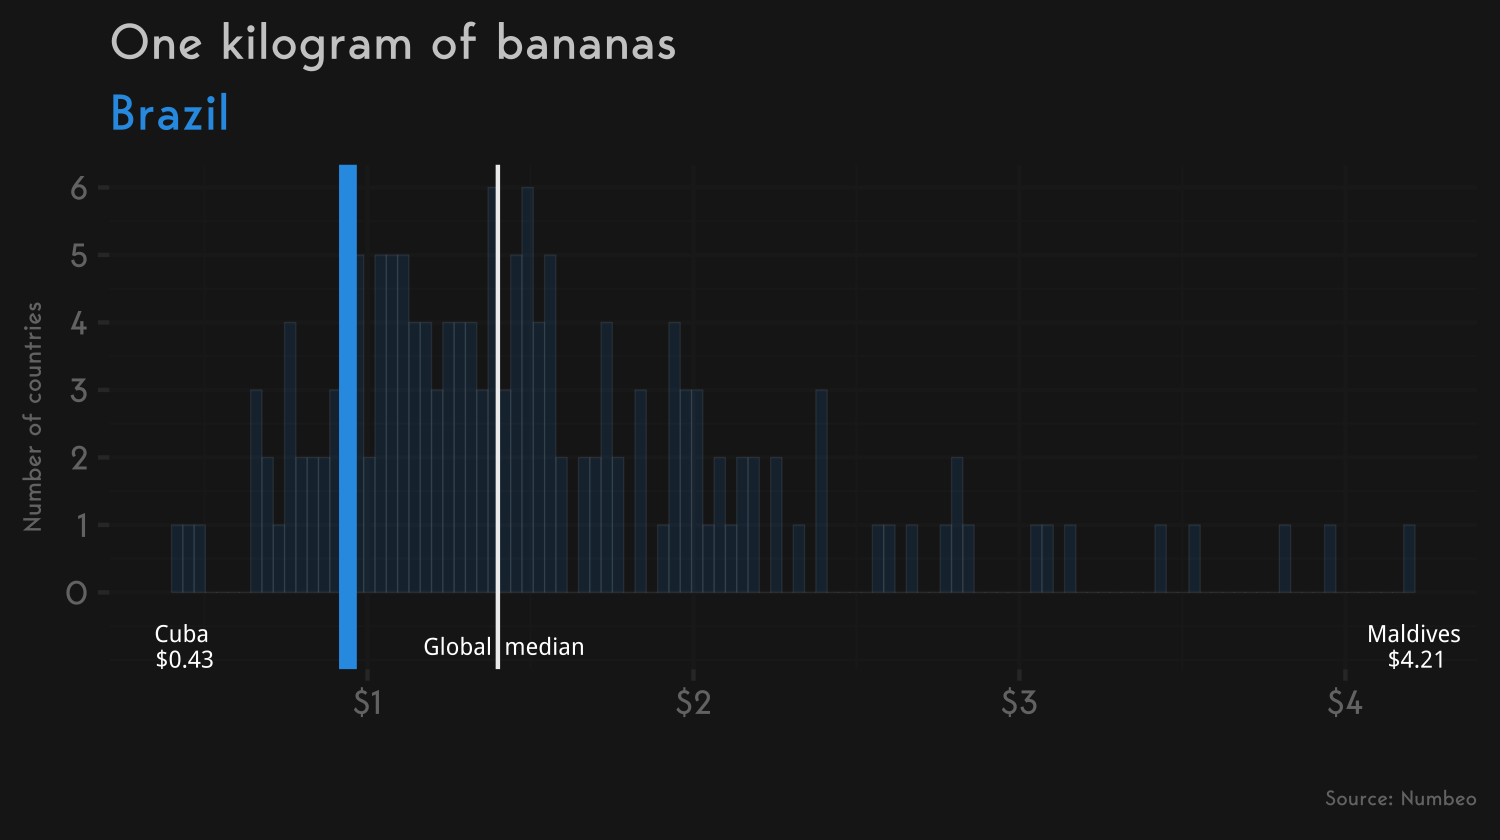 One kilogram of bananas
Brazil
Number of countries
6
5
4
3
2
1
0
Cuba
$0.43
Global median
Maldives
$4.21
$1 $2 $3 $4
Source: Numbeo